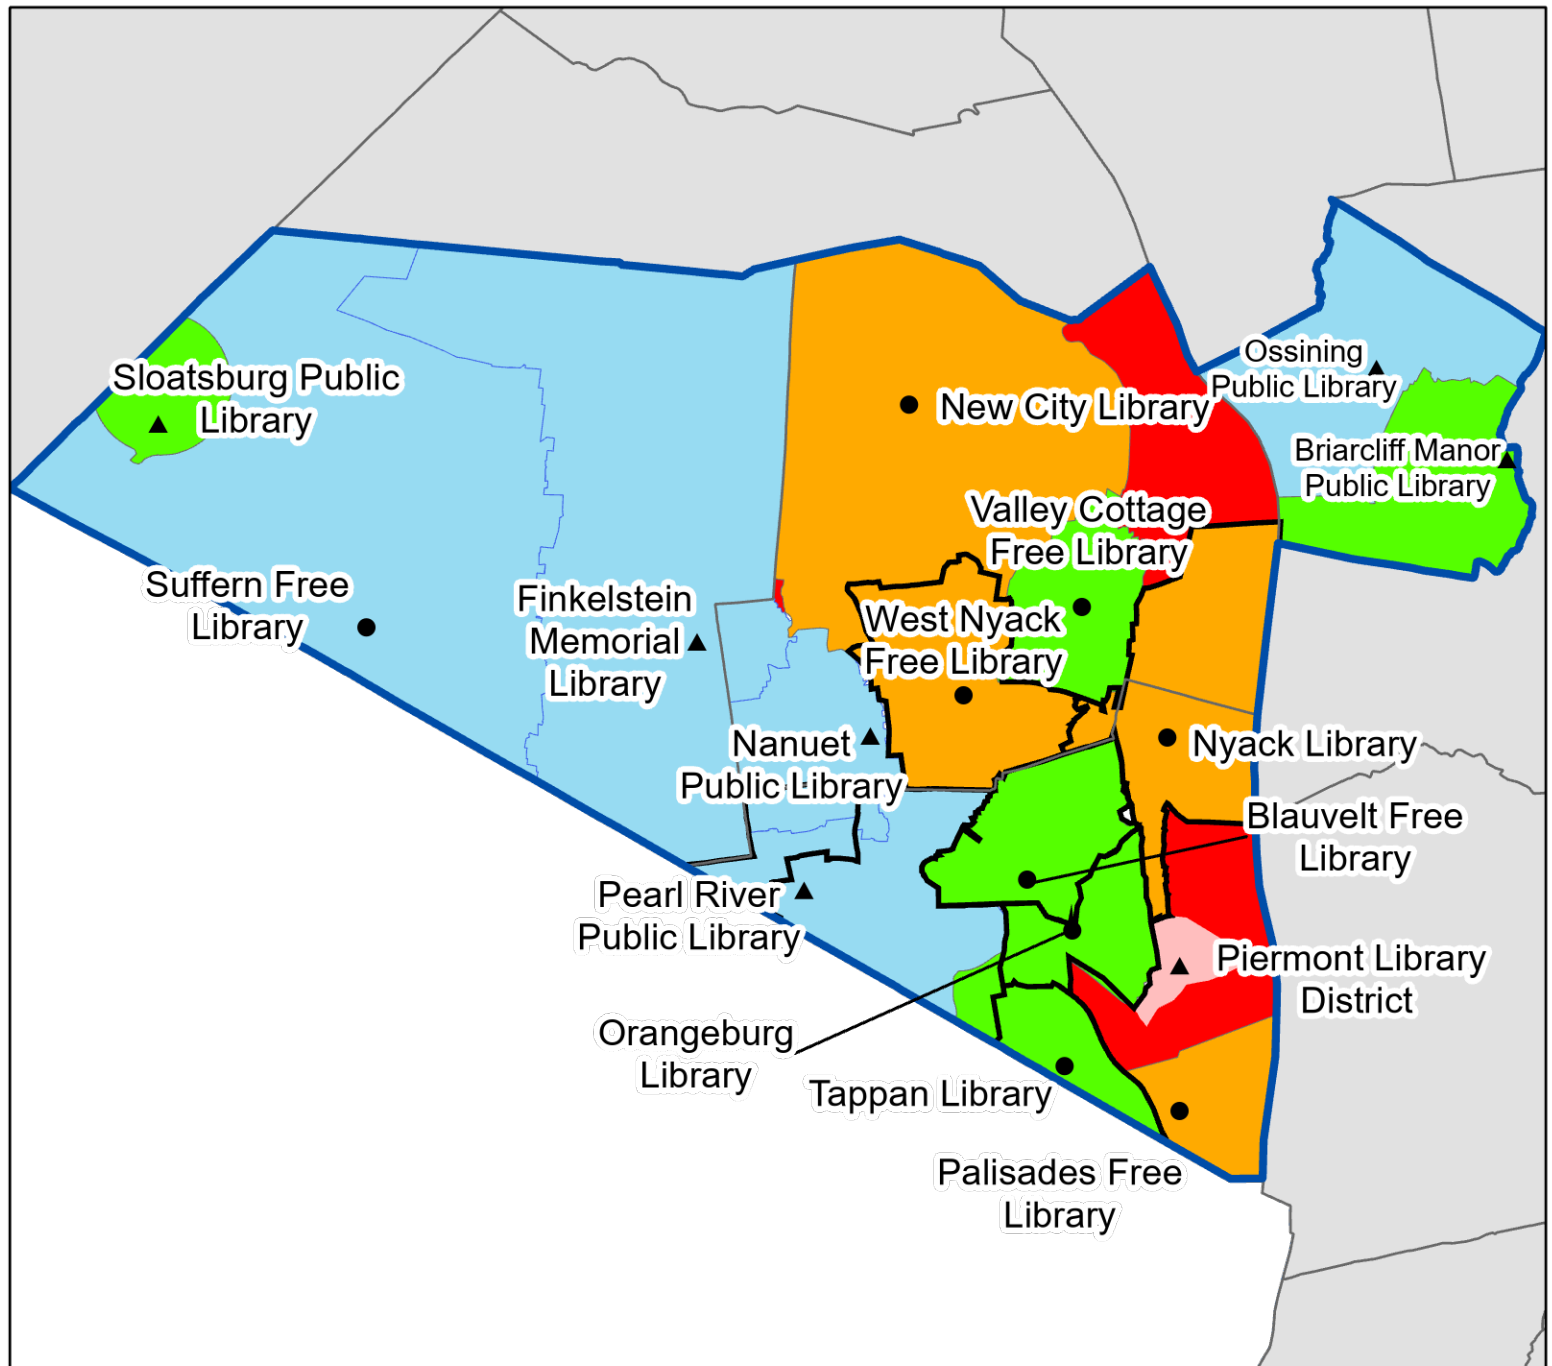 Ossining
Public Library
Sloatsburg Public
Library
New City Library
Briarcliff Manor
Public Library
Valley Cottage
Free Library
Suffern Free
Library
Finkelstein
Memorial
Library
West Nyack
Free Library
Nanuet
Public Library
Nyack Library
Blauvelt Free
Library
Pearl River
Public Library
Piermont Library
District
Orangeburg
Library
Tappan Library
Palisades Free
Library